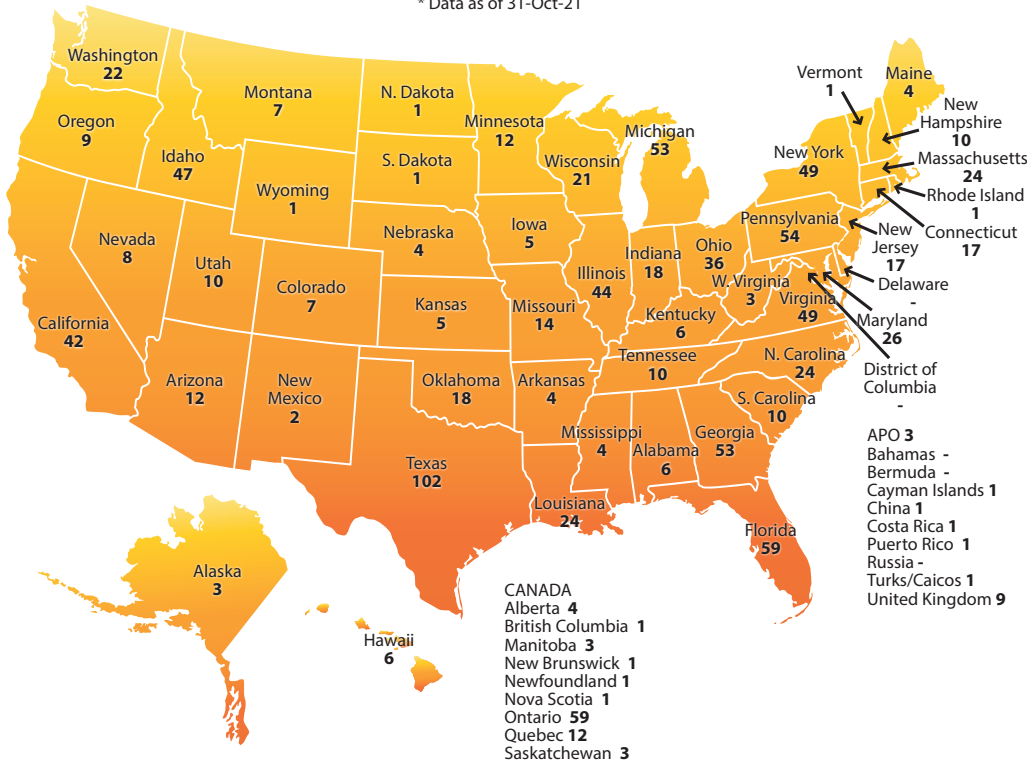 * Data as of 31-Oct-21
Washington
22
Oregon
9
Idaho
47
Montana
7
N. Dakota
1
Minnesota
12
Wisconsin
21
Michigan
53
Vermont
1
Maine
4
New
Hampshire
10
Massachusetts
24
Rhode Island
1
Connecticut
17
New York
49
Pennsylvania
54
New
Jersey
17
Delaware
-
Maryland
26
District of
Columbia
-
S. Dakota
1
Wyoming
1
Nebraska
4
Iowa
5
Nevada
8
Utah
10
Colorado
7
Kansas
5
Missouri
14
Illinois
44
Indiana
18
Ohio
36
W. Virginia
3
Virginia
49
Kentucky
6
California
42
Arizona
12
New
Mexico
2
Oklahoma
18
Arkansas
4
Tennessee
10
N. Carolina
24
S. Carolina
10
Mississippi
4
Alabama
6
Georgia
53
Texas
102
Louisiana
24
Florida
59
Alaska
3
Hawaii
6
CANADA
Alberta 4
British Columbia 1
Manitoba 3
New Brunswick 1
Newfoundland 1
Nova Scotia 1
Ontario 59
Quebec 12
Saskatchewan 3
APO 3
Bahamas -
Bermuda -
Cayman Islands 1
China 1
Costa Rica 1
Puerto Rico 1
Russia -
Turks/Caicos 1
United Kingdom 9